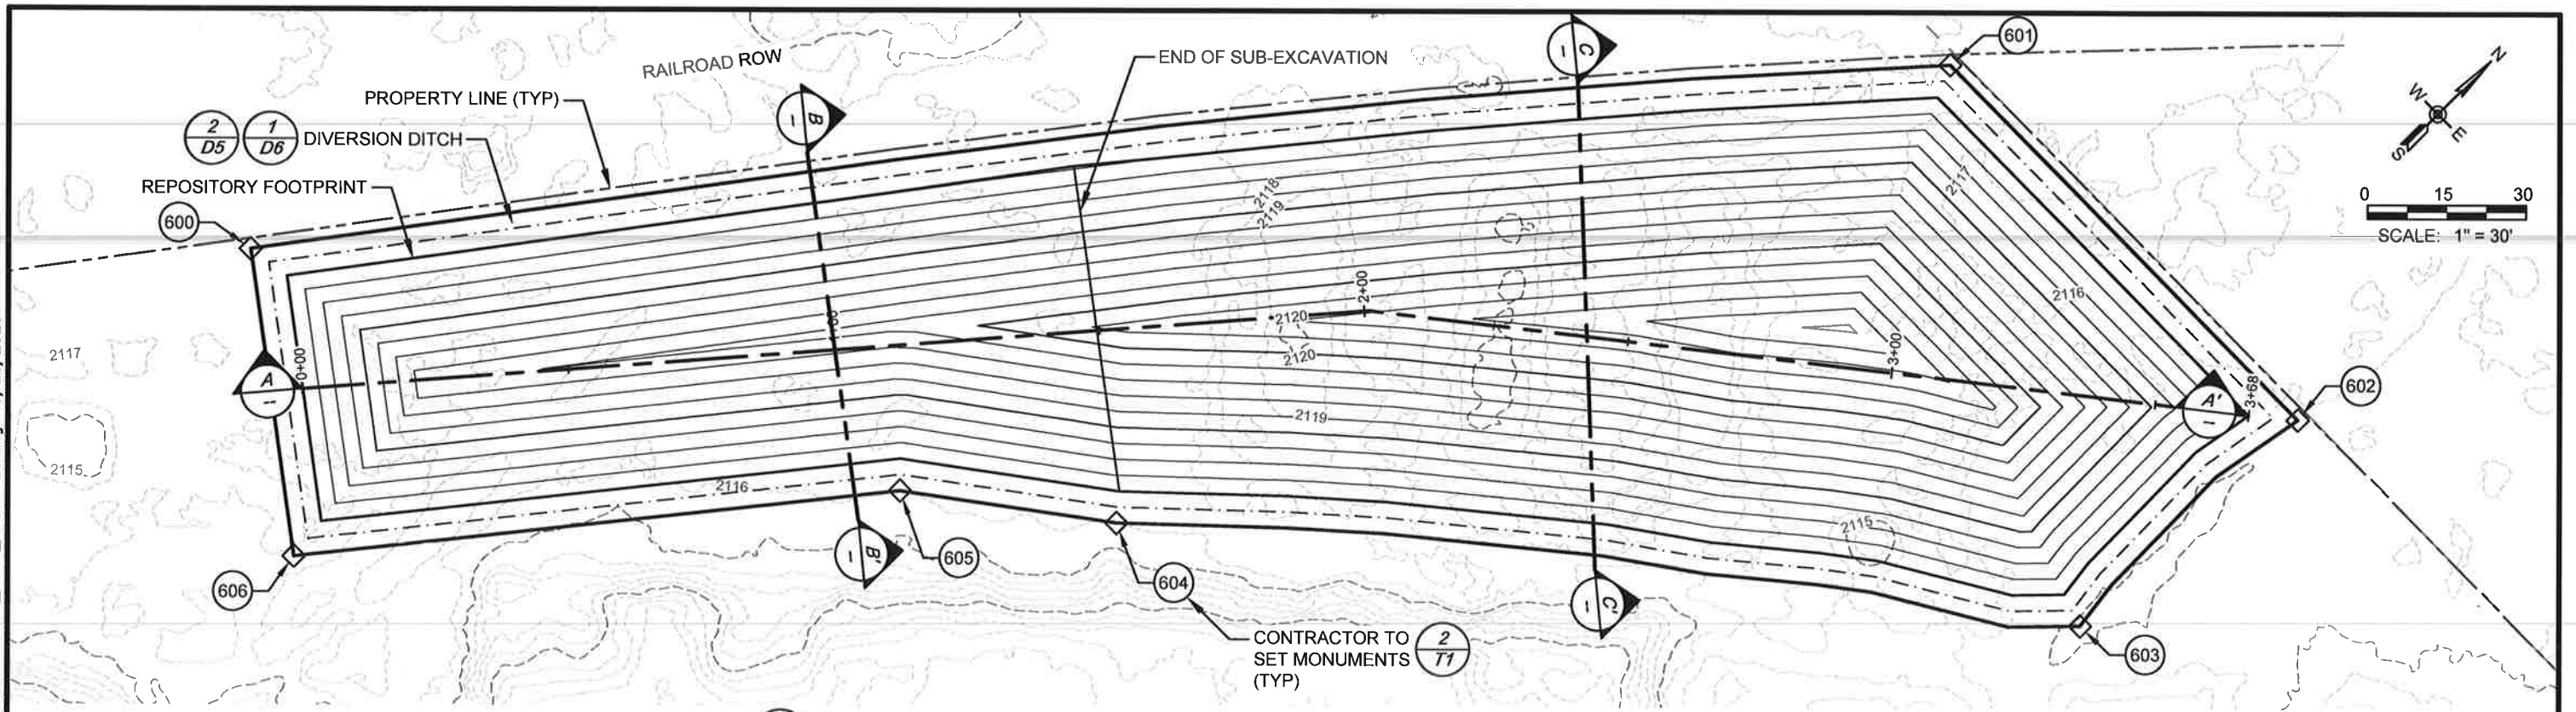 RAILROAD ROW
PROPERTY LINE (TYP)
2
D5
1
D6
DIVERSION DITCH
REPOSITORY FOOTPRINT
600
B
END OF SUB-EXCAVATION
C
601
N
W
E
S
0 15 30
SCALE: 1" = 30'
2118
2119
2117
2116
2117
2115
A
--
0+00
2120
2+00
2120
2119
3+00
A'
3+68
602
2116
606
B'
605
604
CONTRACTOR TO
SET MONUMENTS
(TYP)
2
T1
C'
2115
603